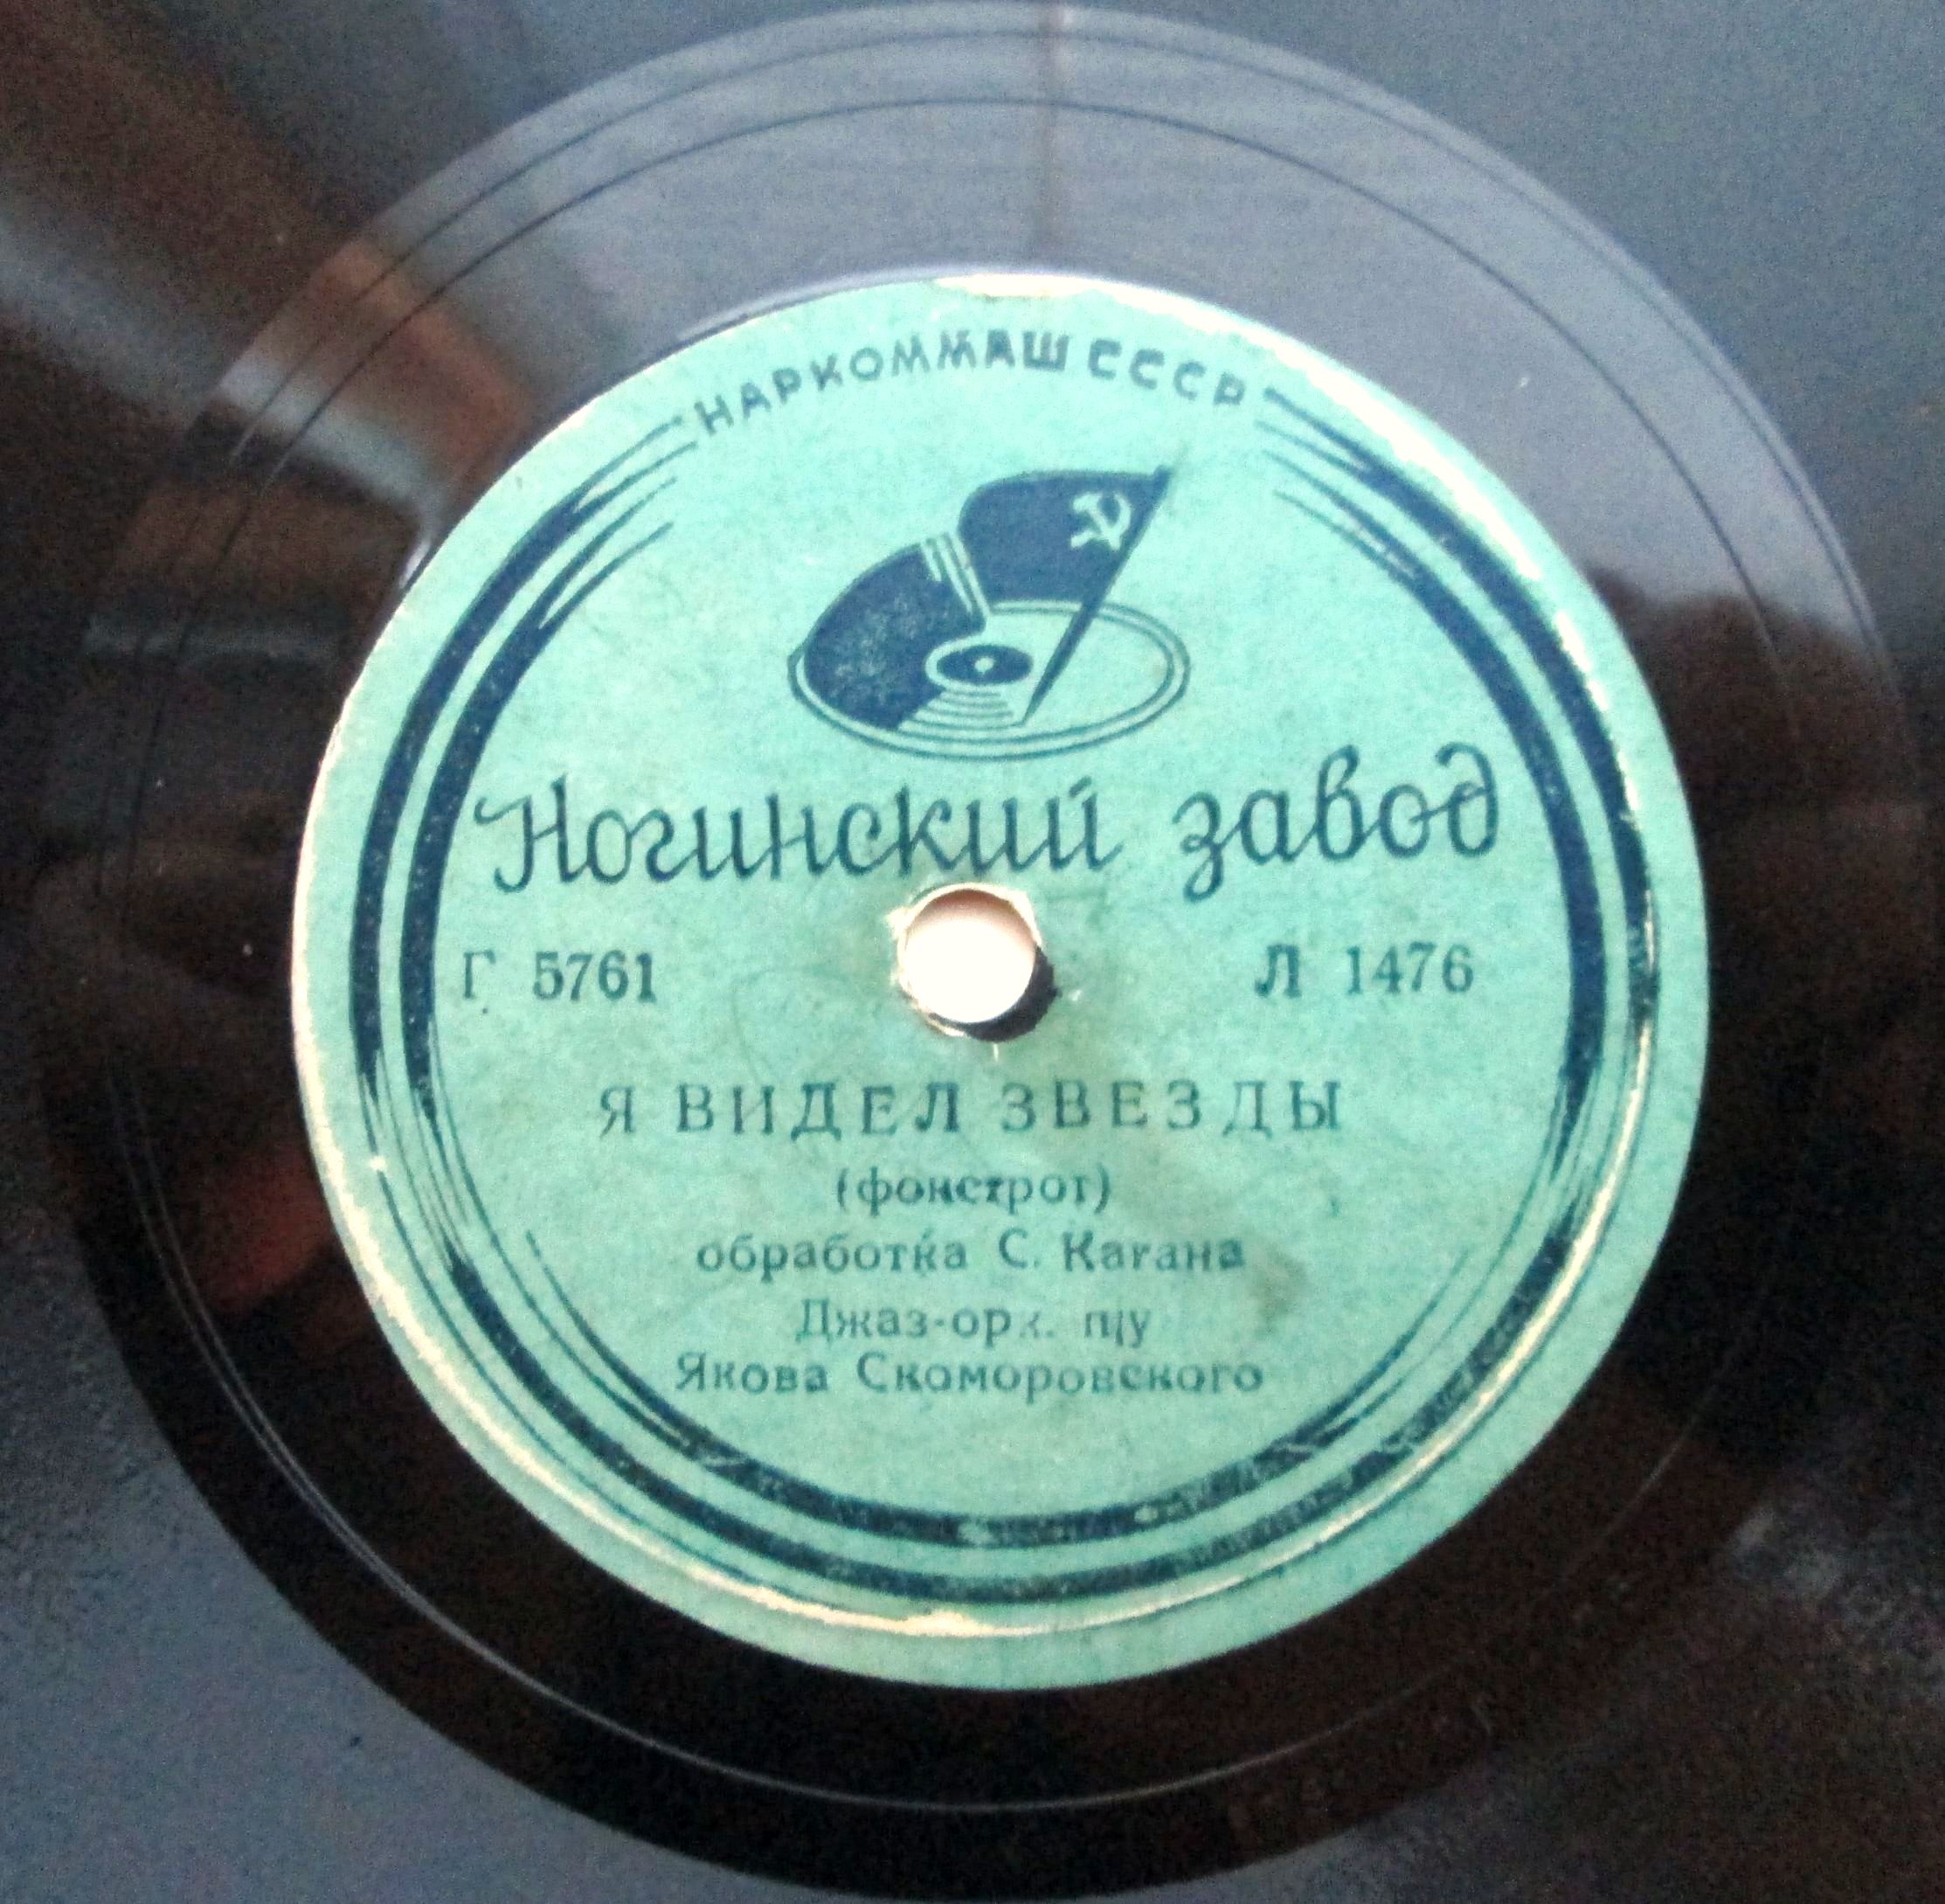 НАРКОММАШ СССР
Ногинский завод
Г 5761
Л 1476
Я ВИДЕЛ ЗВЕЗДЫ
(фокстрот)
обработка С. Кагана
Джаз-орк. п/у
Якова Скоморовского